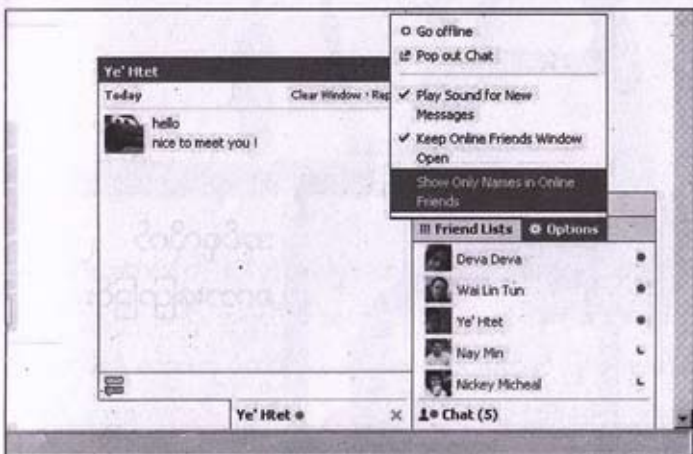 Go offline
Pop out Chat
Play Sound for New
Messages
Keep Online Friends Window
Open
Show Only Names in Online
Friends
Ye' Htet
Today
Clear Window · Rep
hello
nice to meet you !
Friend Lists
Options
Deva Deva
Wai Lin Tun
Ye' Htet
Nay Min
Nickey Micheal
Ye' Htet
Chat (5)